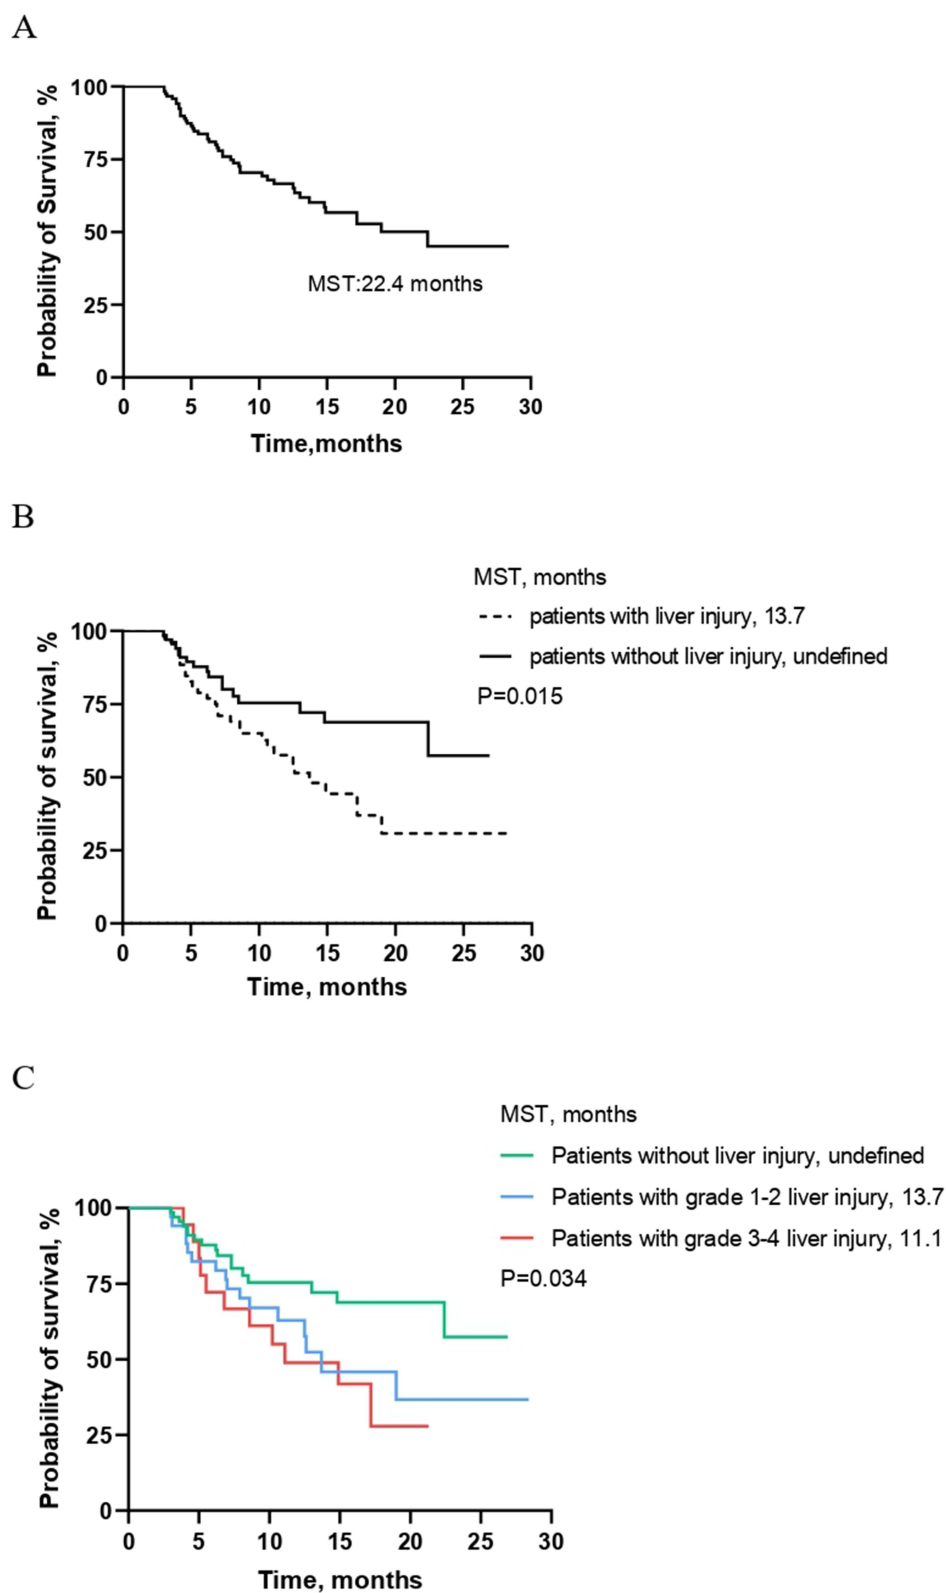 A
Probability of Survival, %
100
75
50
25
0
MST:22.4 months
0 5 10 15 20 25 30
Time,months
B
MST, months
patients with liver injury, 13.7
patients without liver injury, undefined
P=0.015
Probability of survival, %
100
75
50
25
0
0 5 10 15 20 25 30
Time, months
C
MST, months
Patients without liver injury, undefined
Patients with grade 1-2 liver injury, 13.7
Patients with grade 3-4 liver injury, 11.1
P=0.034
Probability of survival, %
100
75
50
25
0
0 5 10 15 20 25 30
Time, months